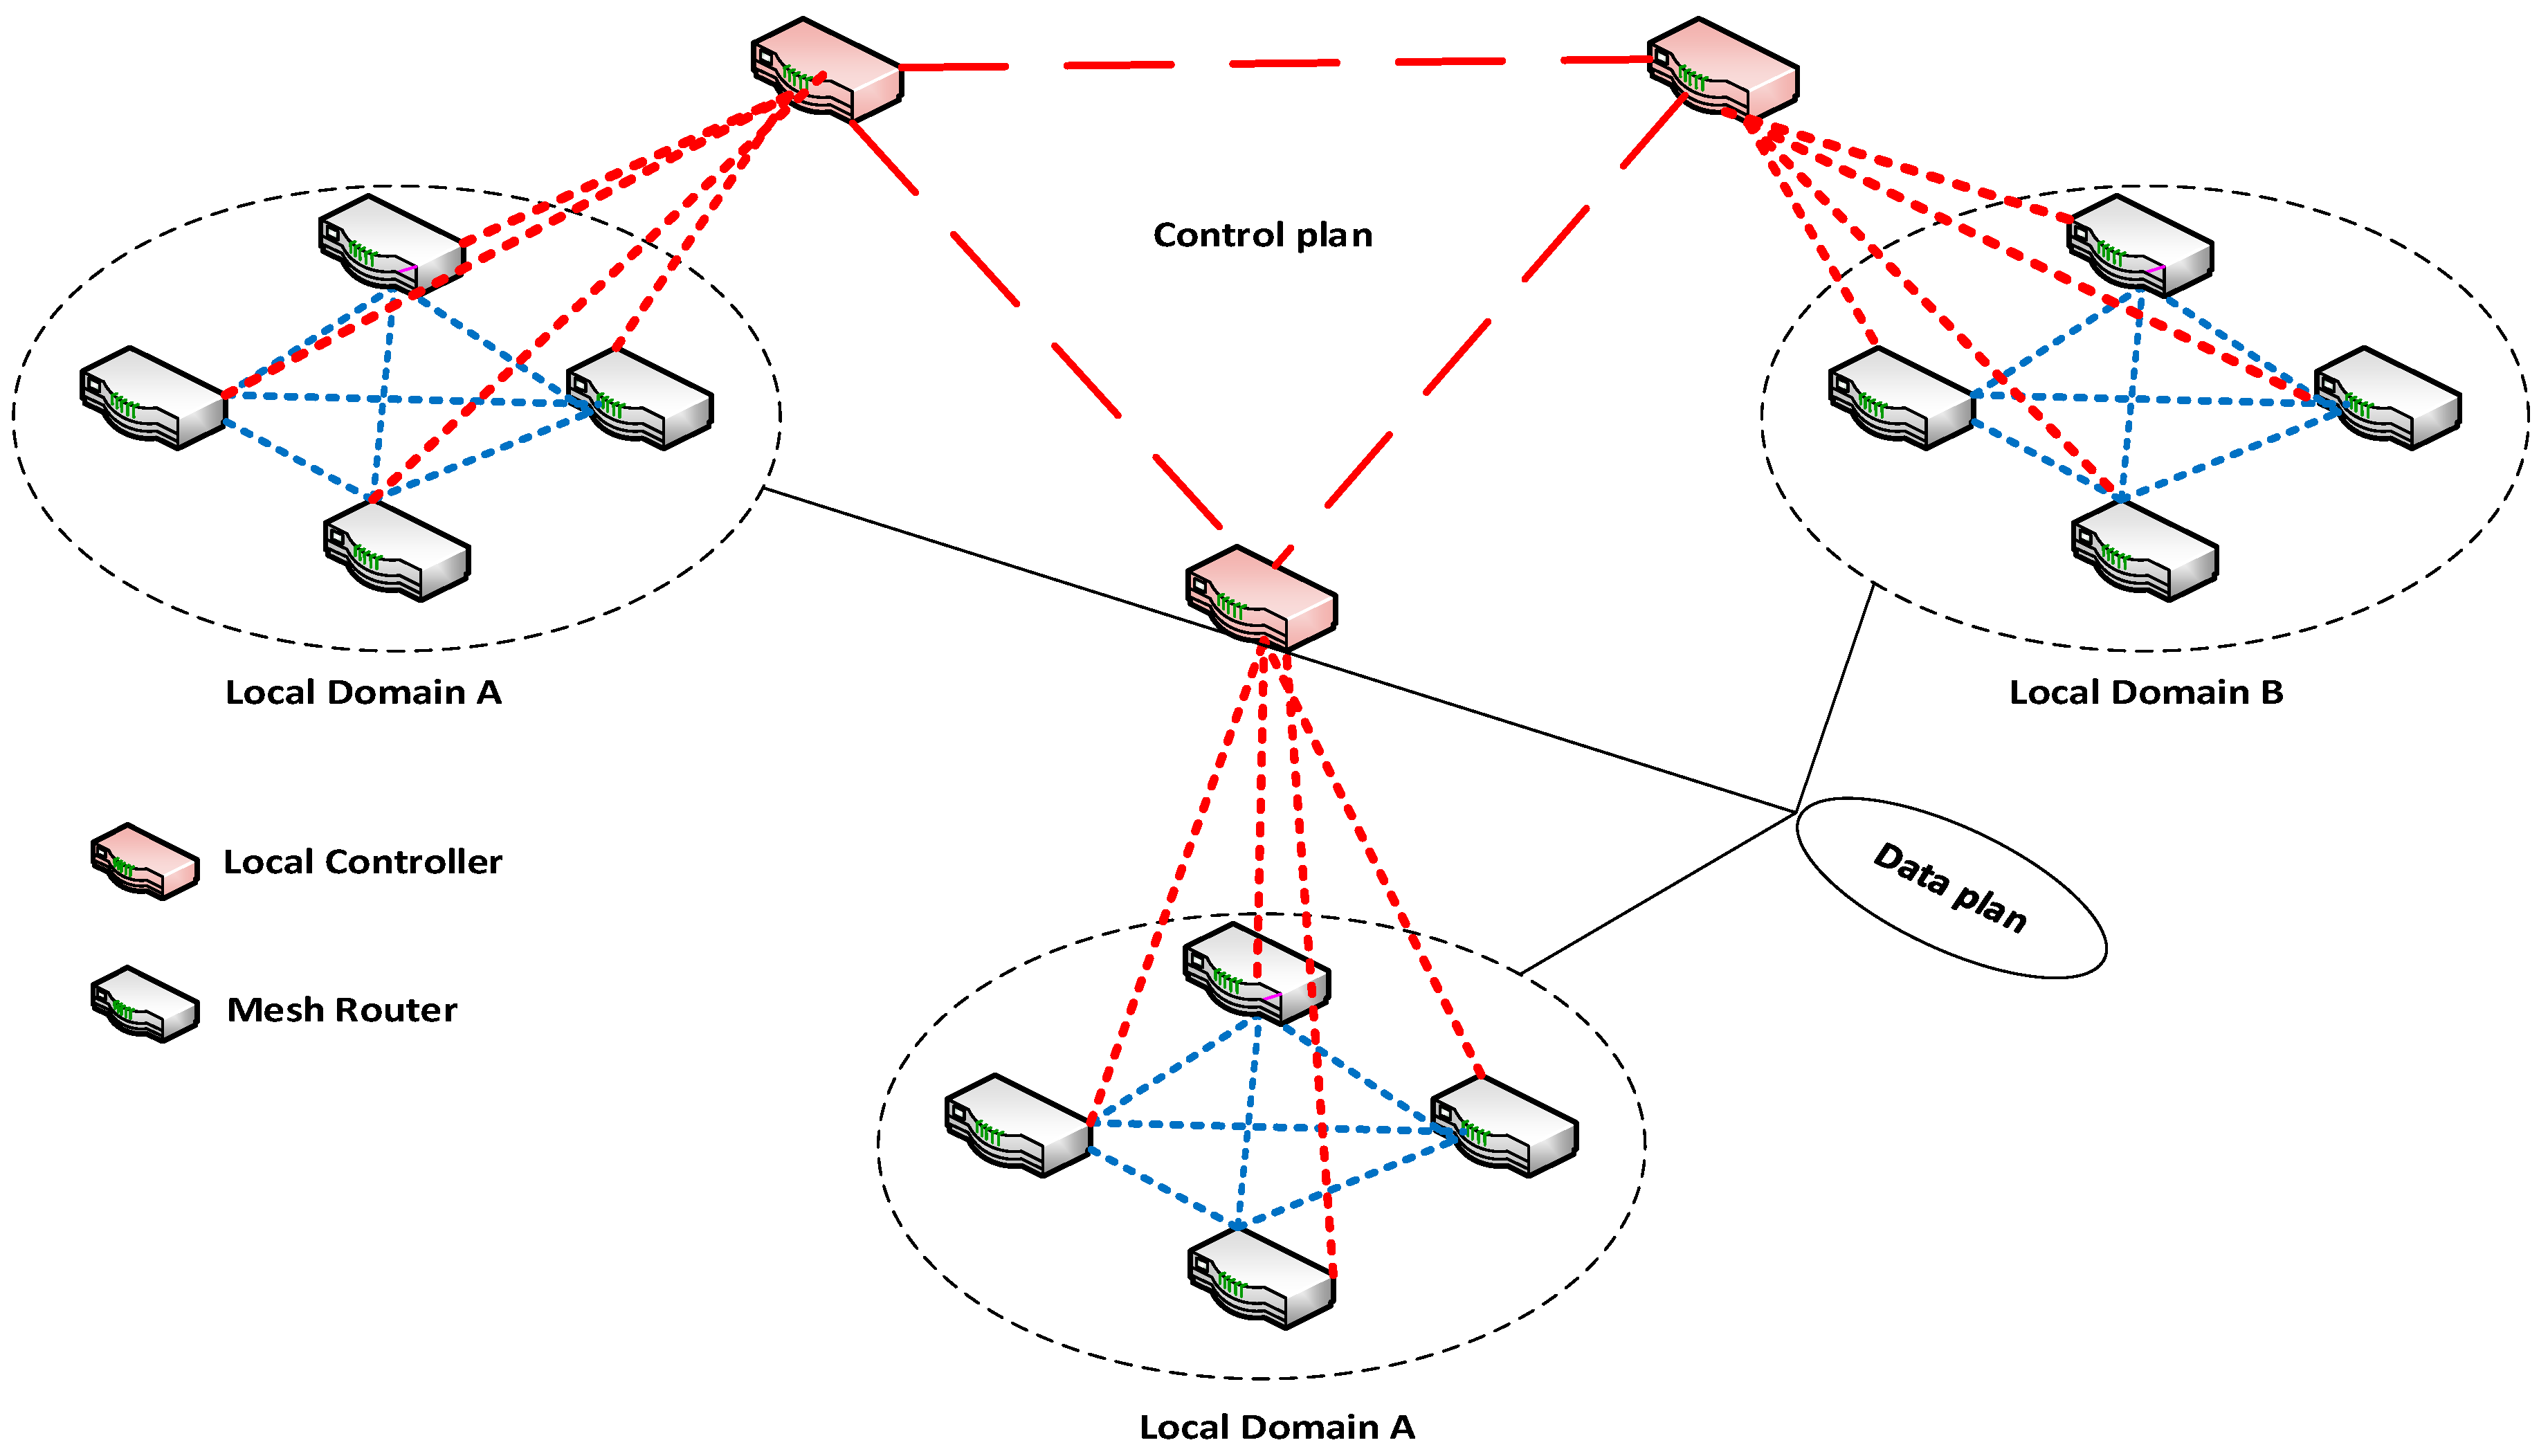 Control plan
Local Domain A
Local Domain B
Local Controller
Data plan
Mesh Router
Local Domain A